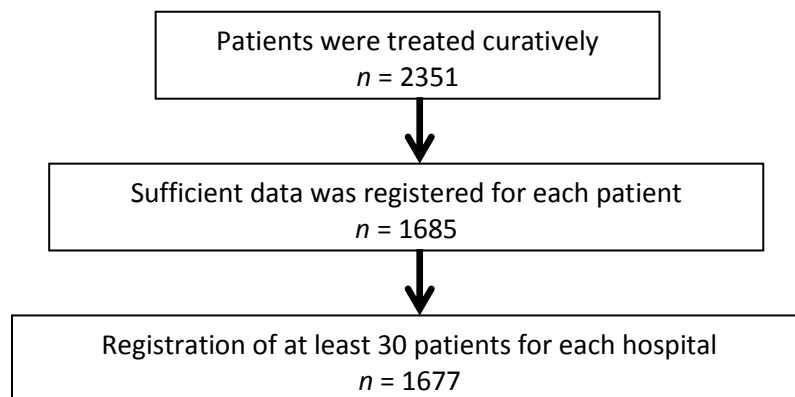 Patients were treated curatively
n = 2351
Sufficient data was registered for each patient
n = 1685
Registration of at least 30 patients for each hospital
n = 1677